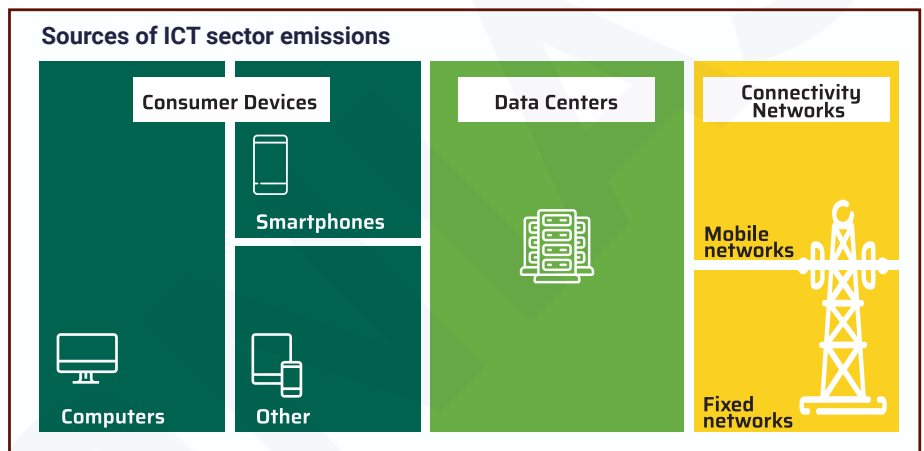 Sources of ICT sector emissions
Consumer Devices
Computers
Smartphones
Other
Data Centers
Connectivity
Networks
Mobile
networks
Fixed
networks